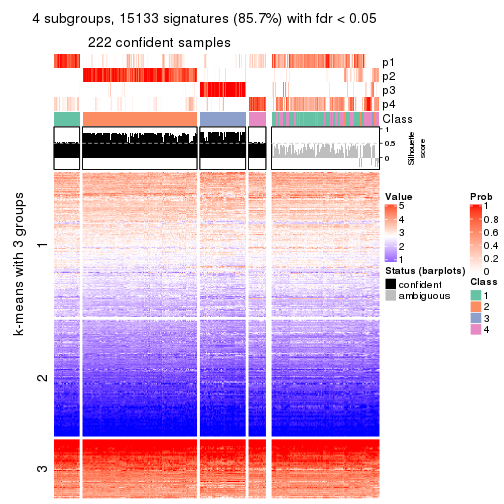 4 subgroups, 15133 signatures (85.7%) with fdr < 0.05
222 confident samples
p1
p2
p3
p4
Class
1
0.5
0
Silhouette
score
k-means with 3 groups
1
2
3
Value
5
4
3
2
1
Status (barplots)
confident
ambiguous
Prob
1
0.8
0.6
0.4
0.2
0
Class
1
2
3
4